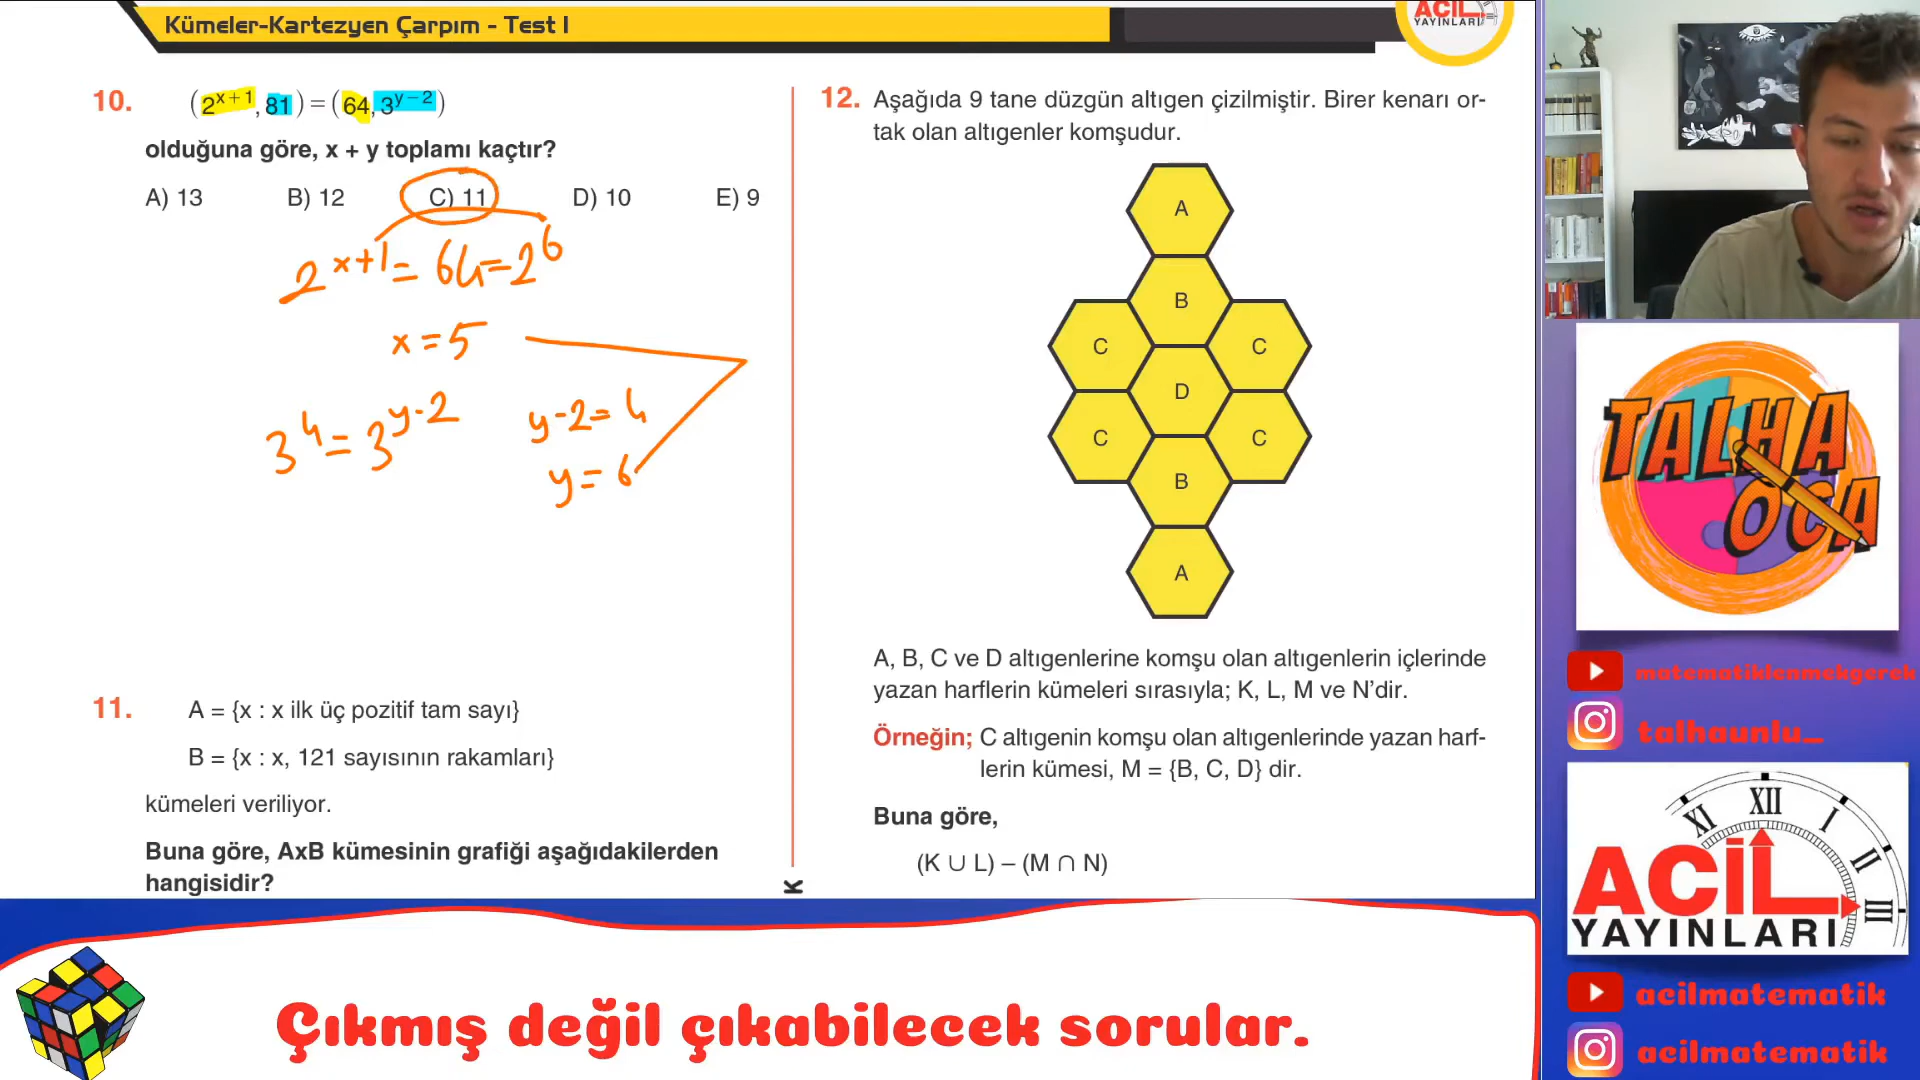 Kümeler-Kartezyen Çarpım - Test I
ACİL
YAYINLARI
10. (2^{x+1}, 81) = (64, 3^{y-2})
olduğuna göre, x + y toplamı kaçtır?
A) 13 B) 12 C) 11 D) 10 E) 9
2^{x+1} = 64 = 2^6
x = 5
3^4 = 3^{y-2} y-2 = 4
y = 6
11. A = {x : x ilk üç pozitif tam sayı}
B = {x : x, 121 sayısının rakamları}
kümeleri veriliyor.
Buna göre, AxB kümesinin grafiği aşağıdakilerden
hangisidir?
K
12. Aşağıda 9 tane düzgün altıgen çizilmiştir. Birer kenarı or-
tak olan altıgenler komşudur.
A
B
C C
D
C C
B
A
A, B, C ve D altıgenlerine komşu olan altıgenlerin içlerinde
yazan harflerin kümeleri sırasıyla; K, L, M ve N'dir.
Örneğin; C altıgenin komşu olan altıgenlerinde yazan harf-
lerin kümesi, M = {B, C, D} dir.
Buna göre,
(K ∪ L) – (M ∩ N)
TALHA
OCA
matematiklenmekgerek
talhaunlu_
XI XII I II III
ACİL
YAYINLARI
acilmatematik
acilmatematik
Çıkmış değil çıkabilecek sorular.